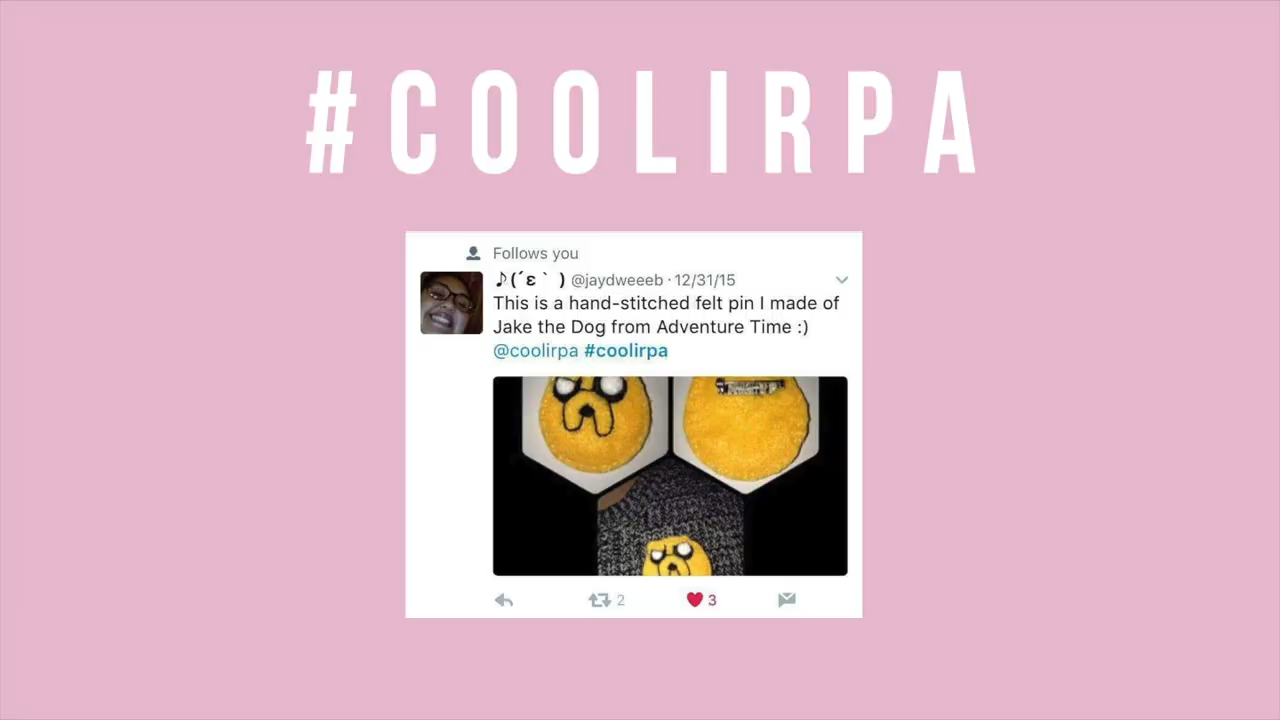 #COOLIRPA
Follows you
♪(´ε｀ ) @jaydweeeb · 12/31/15
This is a hand-stitched felt pin I made of
Jake the Dog from Adventure Time :)
@coolirpa #coolirpa
2
3